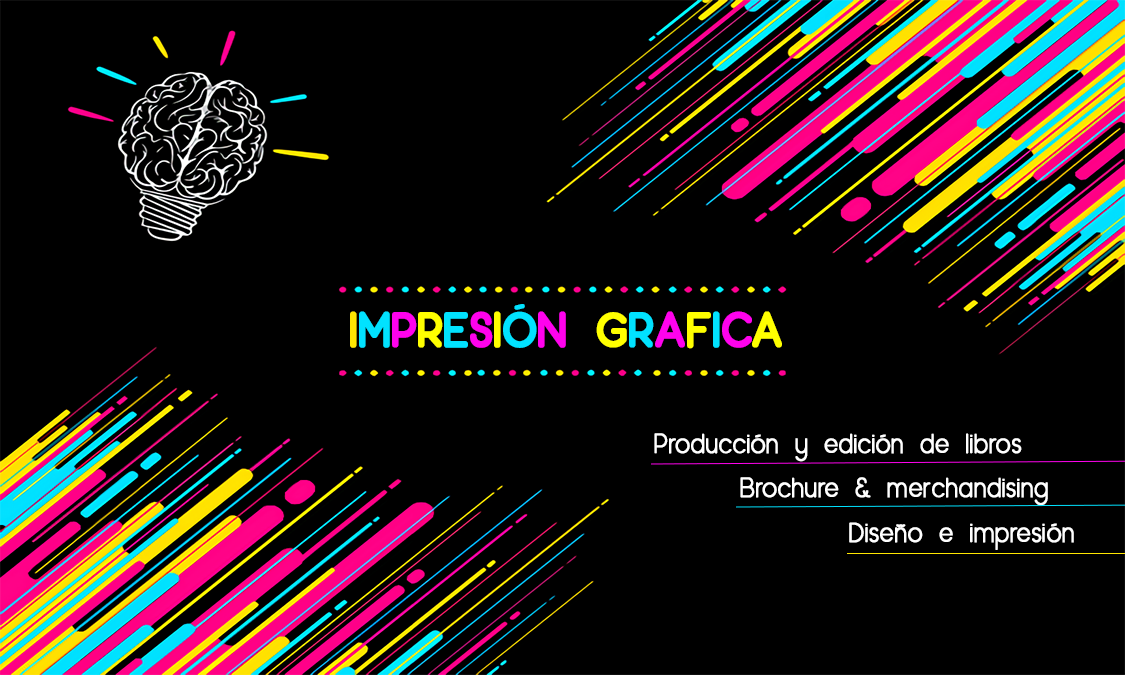 IMPRESIÓN GRAFICA
Producción y edición de libros
Brochure & merchandising
Diseño e impresión